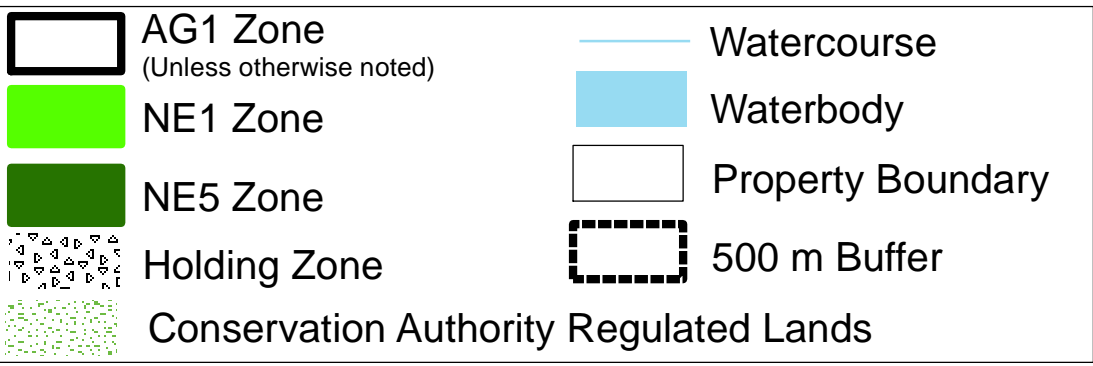 AG1 Zone
(Unless otherwise noted)
NE1 Zone
NE5 Zone
Holding Zone
Conservation Authority Regulated Lands
Watercourse
Waterbody
Property Boundary
500 m Buffer